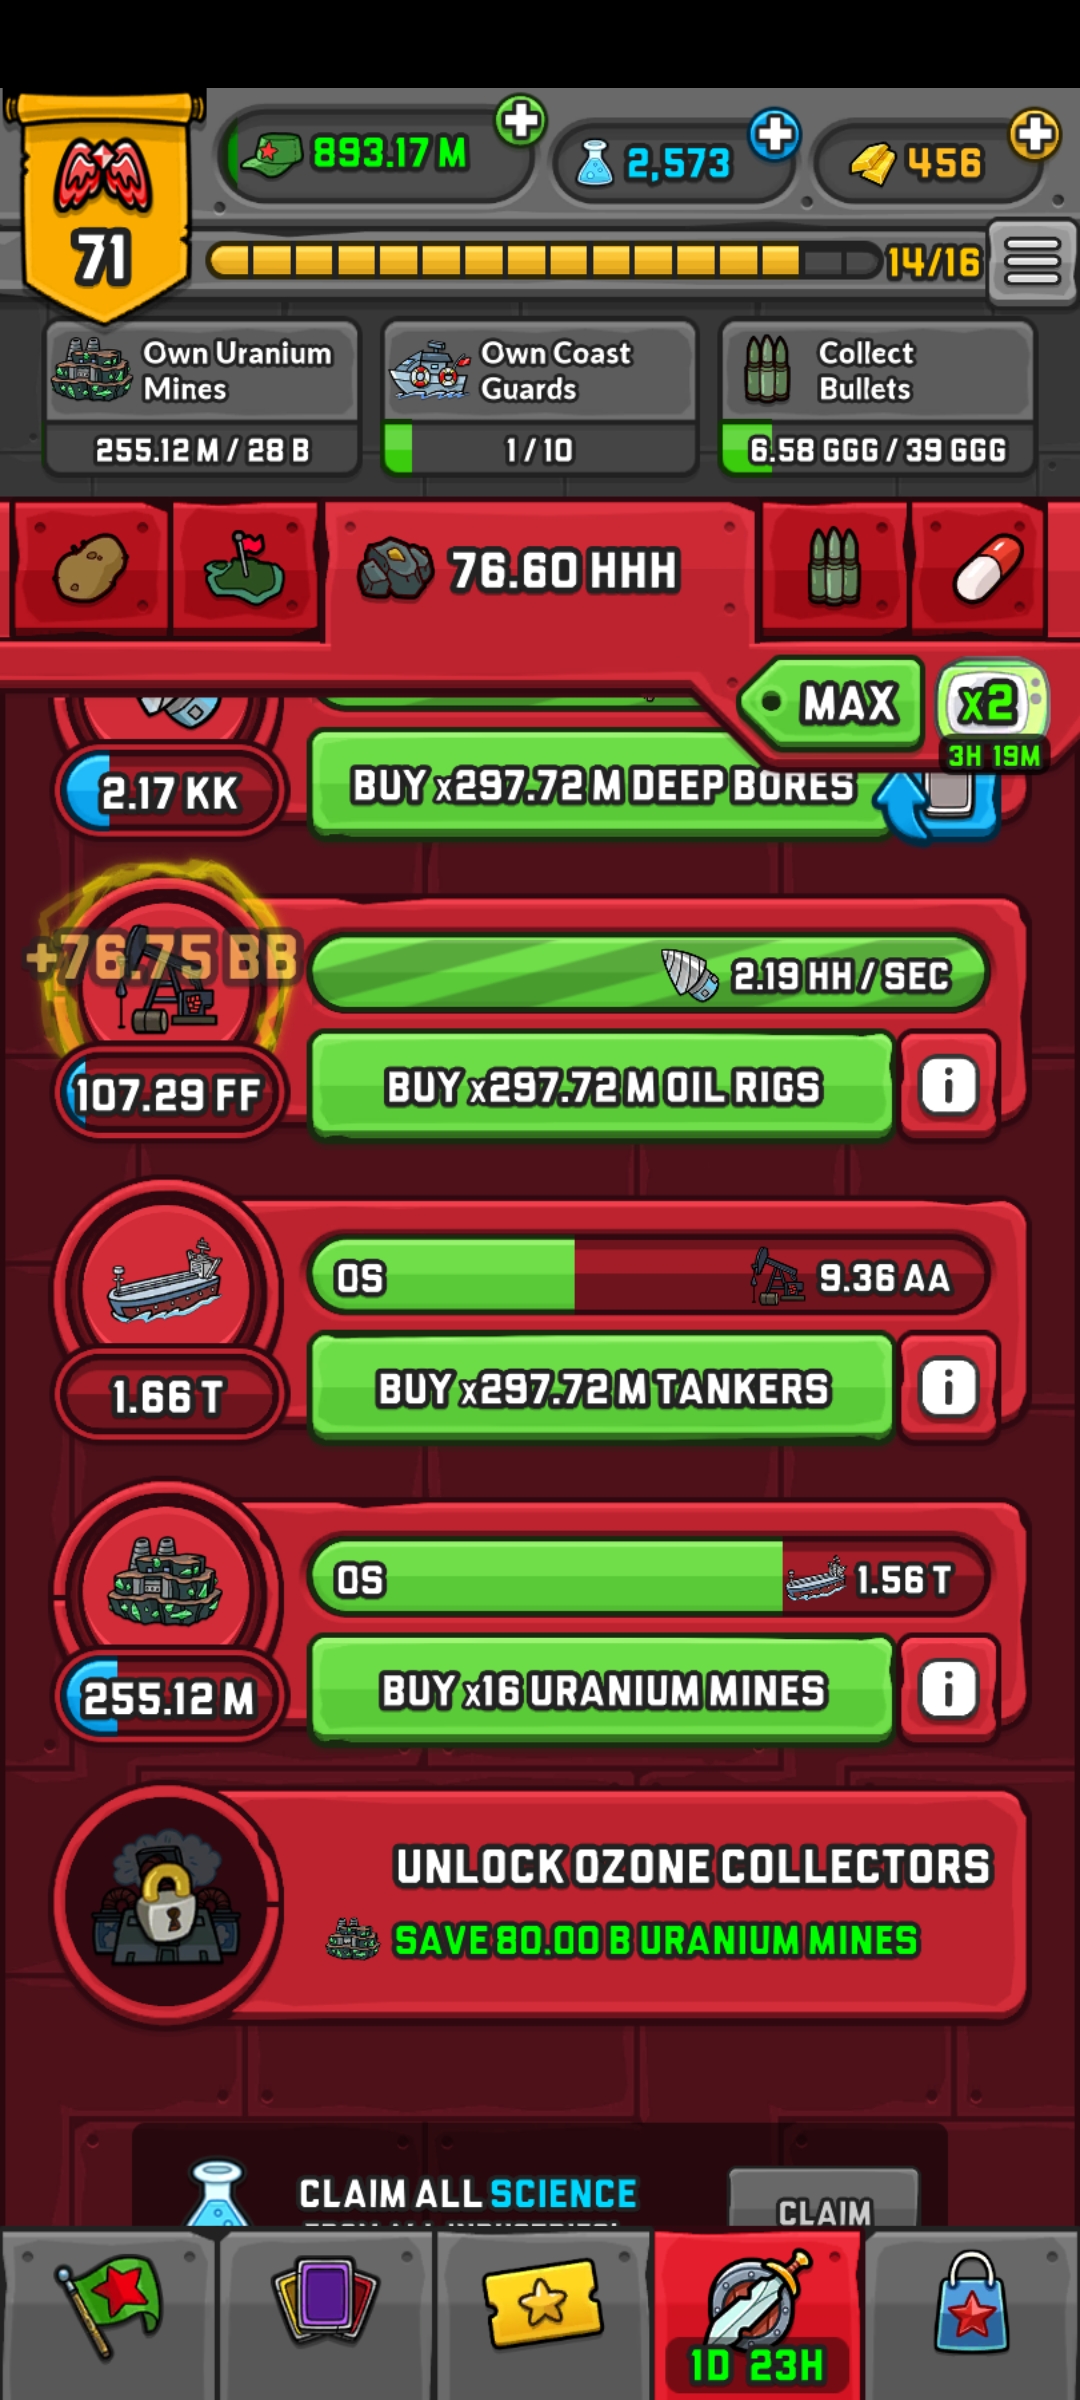 893.17 M
2,573
456
71
14/16
Own Uranium
Mines
255.12 M / 28 B
Own Coast
Guards
1 / 10
Collect
Bullets
6.58 GGG / 39 GGG
76.60 HHH
MAX
x2
3H 19M
2.17 KK
BUY x297.72 M DEEP BORES
+76.75 BB
2.19 HH / SEC
107.29 FF
BUY x297.72 M OIL RIGS
i
0S
9.36 AA
1.66 T
BUY x297.72 M TANKERS
i
0S
1.56 T
255.12 M
BUY x16 URANIUM MINES
i
UNLOCK OZONE COLLECTORS
SAVE 80.00 B URANIUM MINES
CLAIM ALL SCIENCE
CLAIM
1D 23H